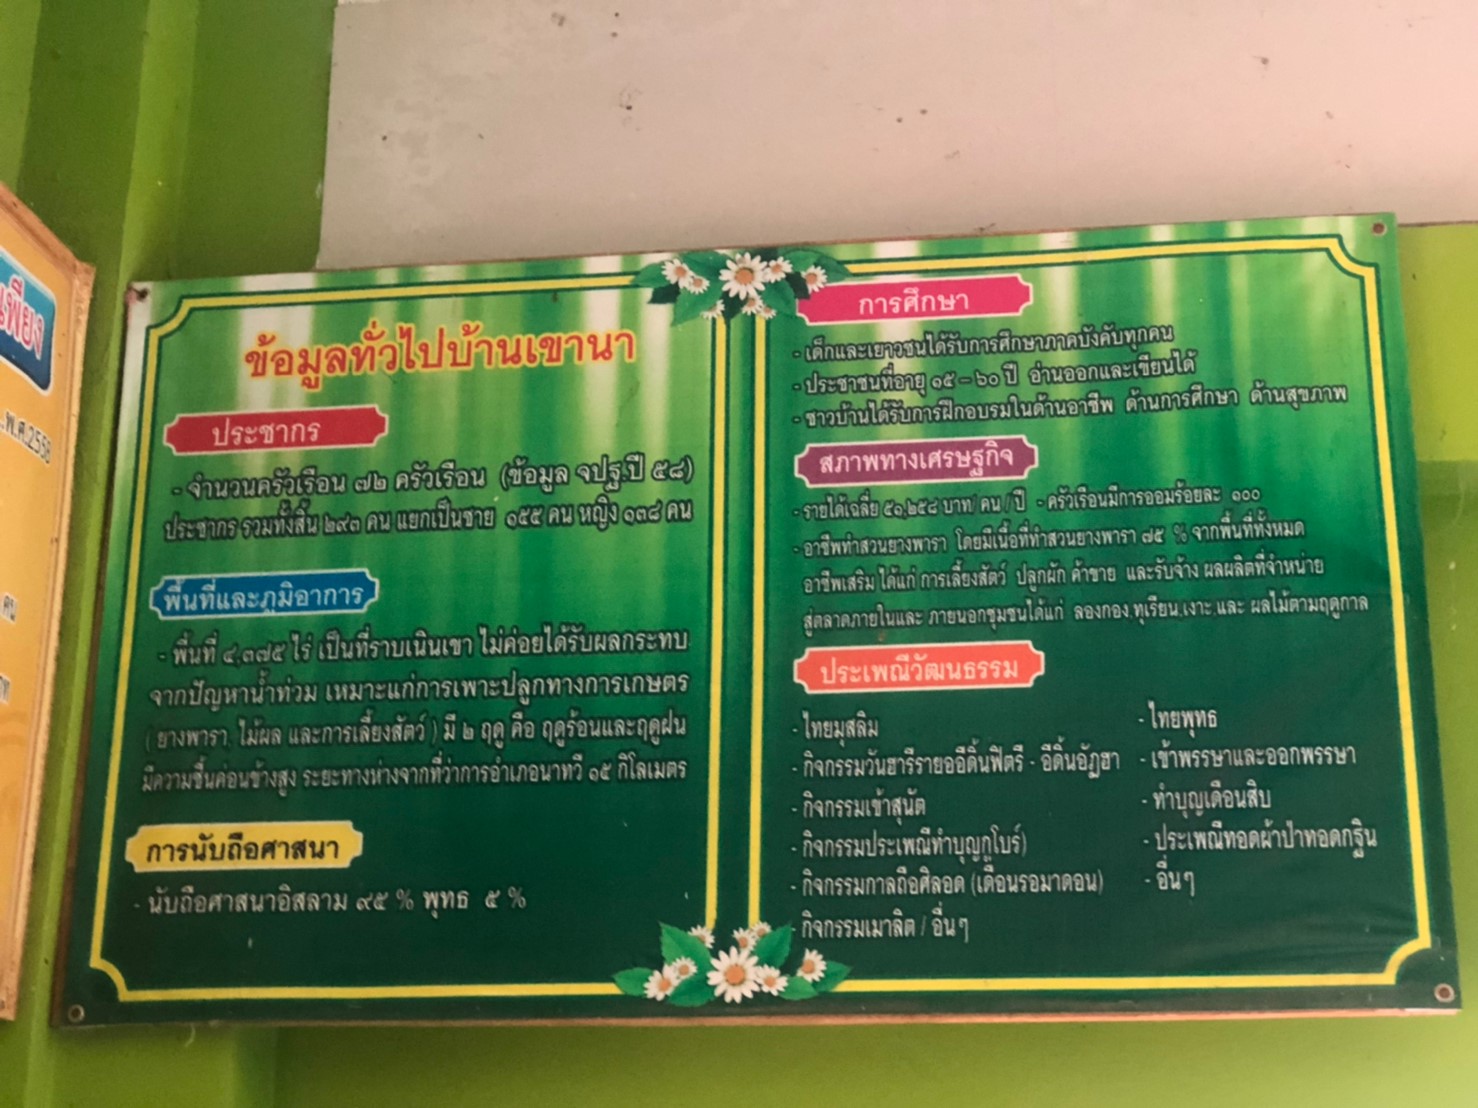 เพียง
พ.ศ.2558
คน
ข้อมูลทั่วไปบ้านเขานา
ประชากร
- จำนวนครัวเรือน ๗๒ ครัวเรือน (ข้อมูล จปฐ.ปี ๕๘)
ประชากร รวมทั้งสิ้น ๒๙๓ คน แยกเป็นชาย ๑๕๕ คน หญิง ๑๓๘ คน
พื้นที่และภูมิอาการ
- พื้นที่ ๔,๓๗๕ ไร่ เป็นที่ราบเนินเขา ไม่ค่อยได้รับผลกระทบ
จากปัญหาน้ำท่วม เหมาะแก่การเพาะปลูกทางการเกษตร
( ยางพารา, ไม้ผล และการเลี้ยงสัตว์ ) มี ๒ ฤดู คือ ฤดูร้อนและฤดูฝน
มีความชื้นค่อนข้างสูง ระยะทางห่างจากที่ว่าการอำเภอนาทวี ๑๕ กิโลเมตร
การนับถือศาสนา
- นับถือศาสนาอิสลาม ๙๕ % พุทธ ๕ %
การศึกษา
- เด็กและเยาวชนได้รับการศึกษาภาคบังคับทุกคน
- ประชาชนที่อายุ ๑๕ – ๖๐ ปี อ่านออกและเขียนได้
- ชาวบ้านได้รับการฝึกอบรมในด้านอาชีพ ด้านการศึกษา ด้านสุขภาพ
สภาพทางเศรษฐกิจ
- รายได้เฉลี่ย ๕๑,๒๕๘ บาท/ คน / ปี - ครัวเรือนมีการออมร้อยละ ๑๐๐
- อาชีพทำสวนยางพารา โดยมีเนื้อที่ทำสวนยางพารา ๗๕ % จากพื้นที่ทั้งหมด
อาชีพเสริม ได้แก่ การเลี้ยงสัตว์ ปลูกผัก ค้าขาย และรับจ้าง ผลผลิตที่จำหน่าย
สู่ตลาดภายในและ ภายนอกชุมชนได้แก่ ลองกอง,ทุเรียน,เงาะ,และ ผลไม้ตามฤดูกาล
ประเพณีวัฒนธรรม
- ไทยมุสลิม
- กิจกรรมวันฮารีรายออีดิ้นฟิตรี - อีดิ้นอัฎฮา
- กิจกรรมเข้าสุนัต
- กิจกรรมประเพณีทำบุญกูโบร์)
- กิจกรรมกาลถือศิลอด (เดือนรอมาดอน)
- กิจกรรมเมาลิต / อื่น ๆ
- ไทยพุทธ
- เข้าพรรษาและออกพรรษา
- ทำบุญเดือนสิบ
- ประเพณีทอดผ้าป่าทอดกฐิน
- อื่นๆ